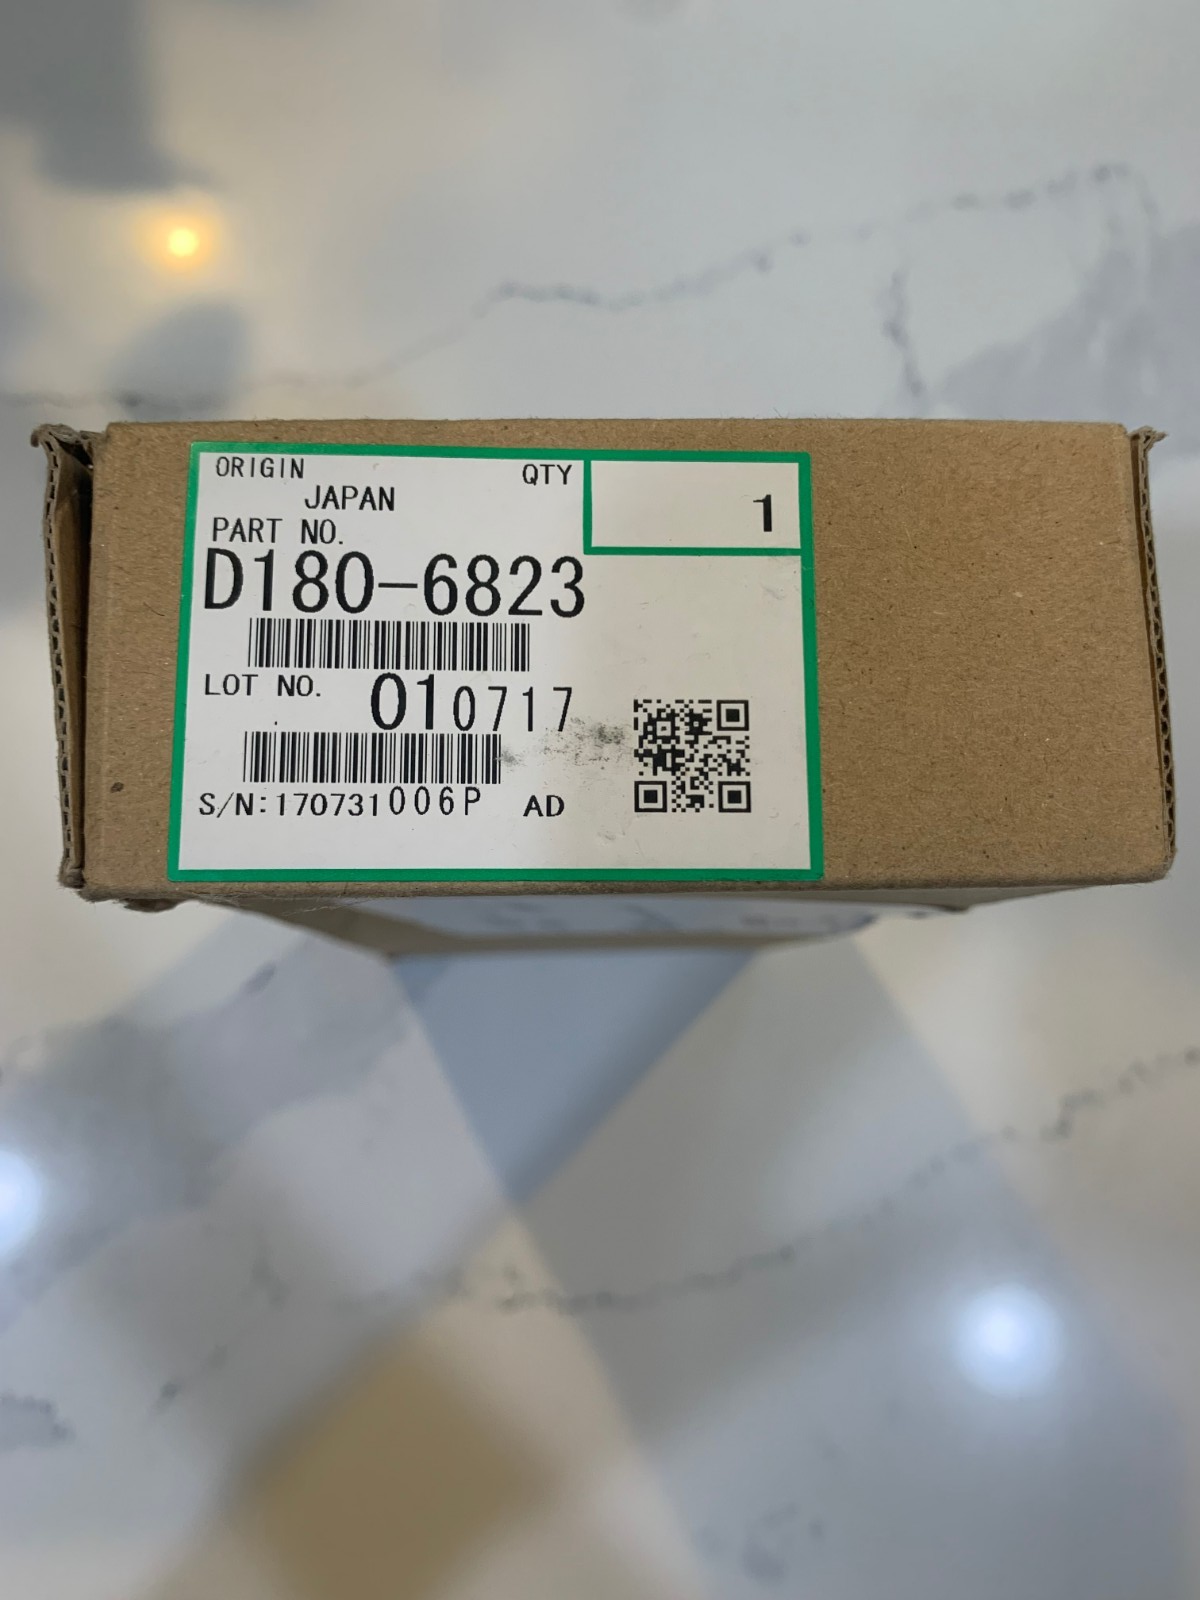 ORIGIN QTY
JAPAN 1
PART NO.
D180-6823
LOT NO. 010717
S/N:170731006P AD